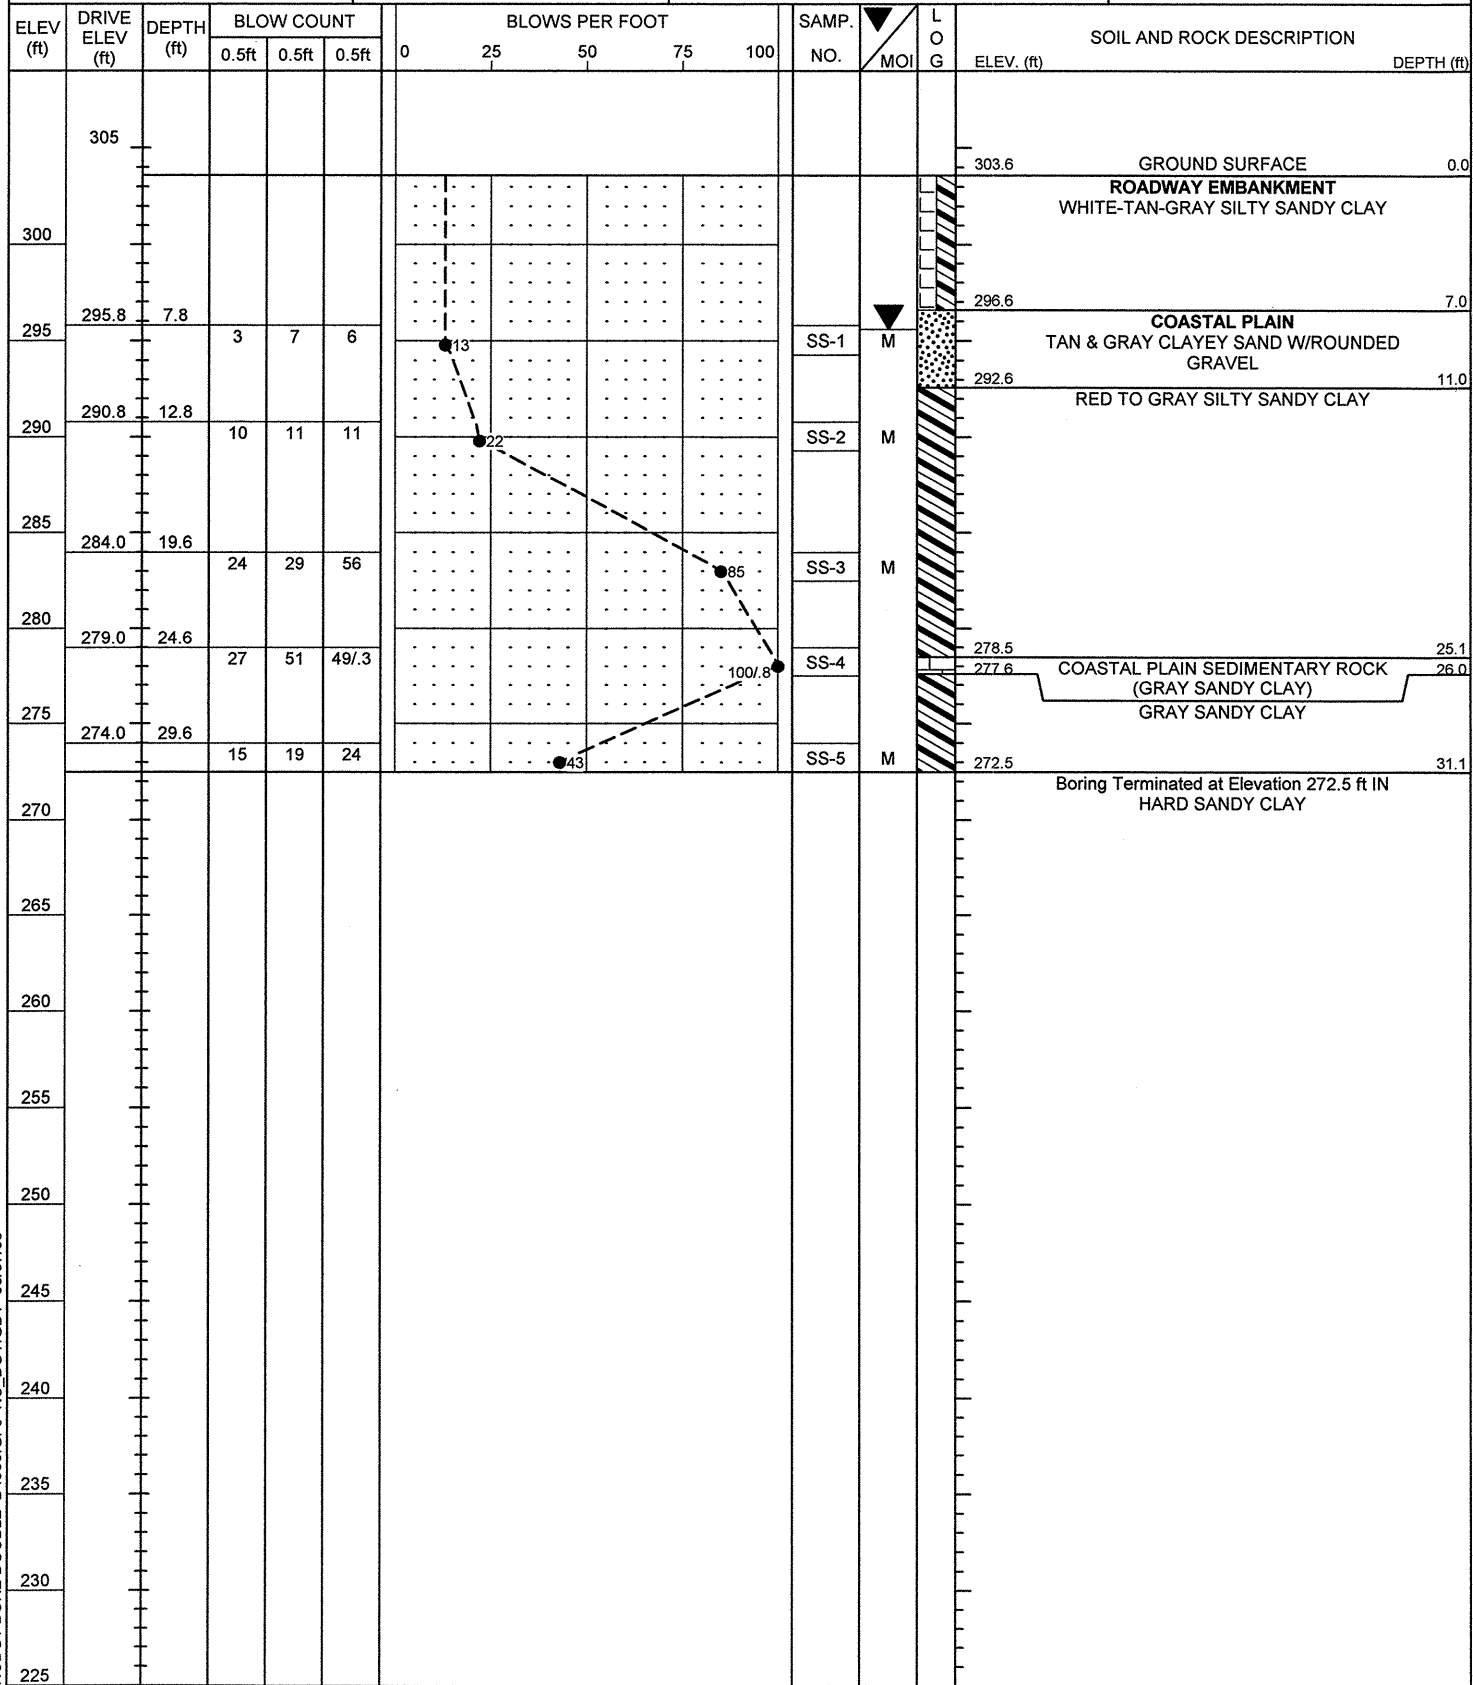 ELEV (ft) DRIVE ELEV (ft) DEPTH (ft) BLOW COUNT BLOWS PER FOOT SAMP. NO. MOI L O G SOIL AND ROCK DESCRIPTION
0.5ft 0.5ft 0.5ft 0 25 50 75 100 ELEV. (ft) DEPTH (ft)
305
303.6 GROUND SURFACE 0.0
ROADWAY EMBANKMENT
WHITE-TAN-GRAY SILTY SANDY CLAY
300
296.6 7.0
295.8 7.8
COASTAL PLAIN
295 3 7 6 13 SS-1 M TAN & GRAY CLAYEY SAND W/ROUNDED
GRAVEL
292.6 11.0
RED TO GRAY SILTY SANDY CLAY
290.8 12.8
290 10 11 11 22 SS-2 M
285
284.0 19.6
24 29 56 85 SS-3 M
280
279.0 24.6
278.5 25.1
27 51 49/.3 100/.8 SS-4
277.6 COASTAL PLAIN SEDIMENTARY ROCK 26.0
(GRAY SANDY CLAY)
GRAY SANDY CLAY
275
274.0 29.6
15 19 24 43 SS-5 M
272.5 31.1
Boring Terminated at Elevation 272.5 ft IN
HARD SANDY CLAY
270
265
260
255
250
245
240
235
230
225